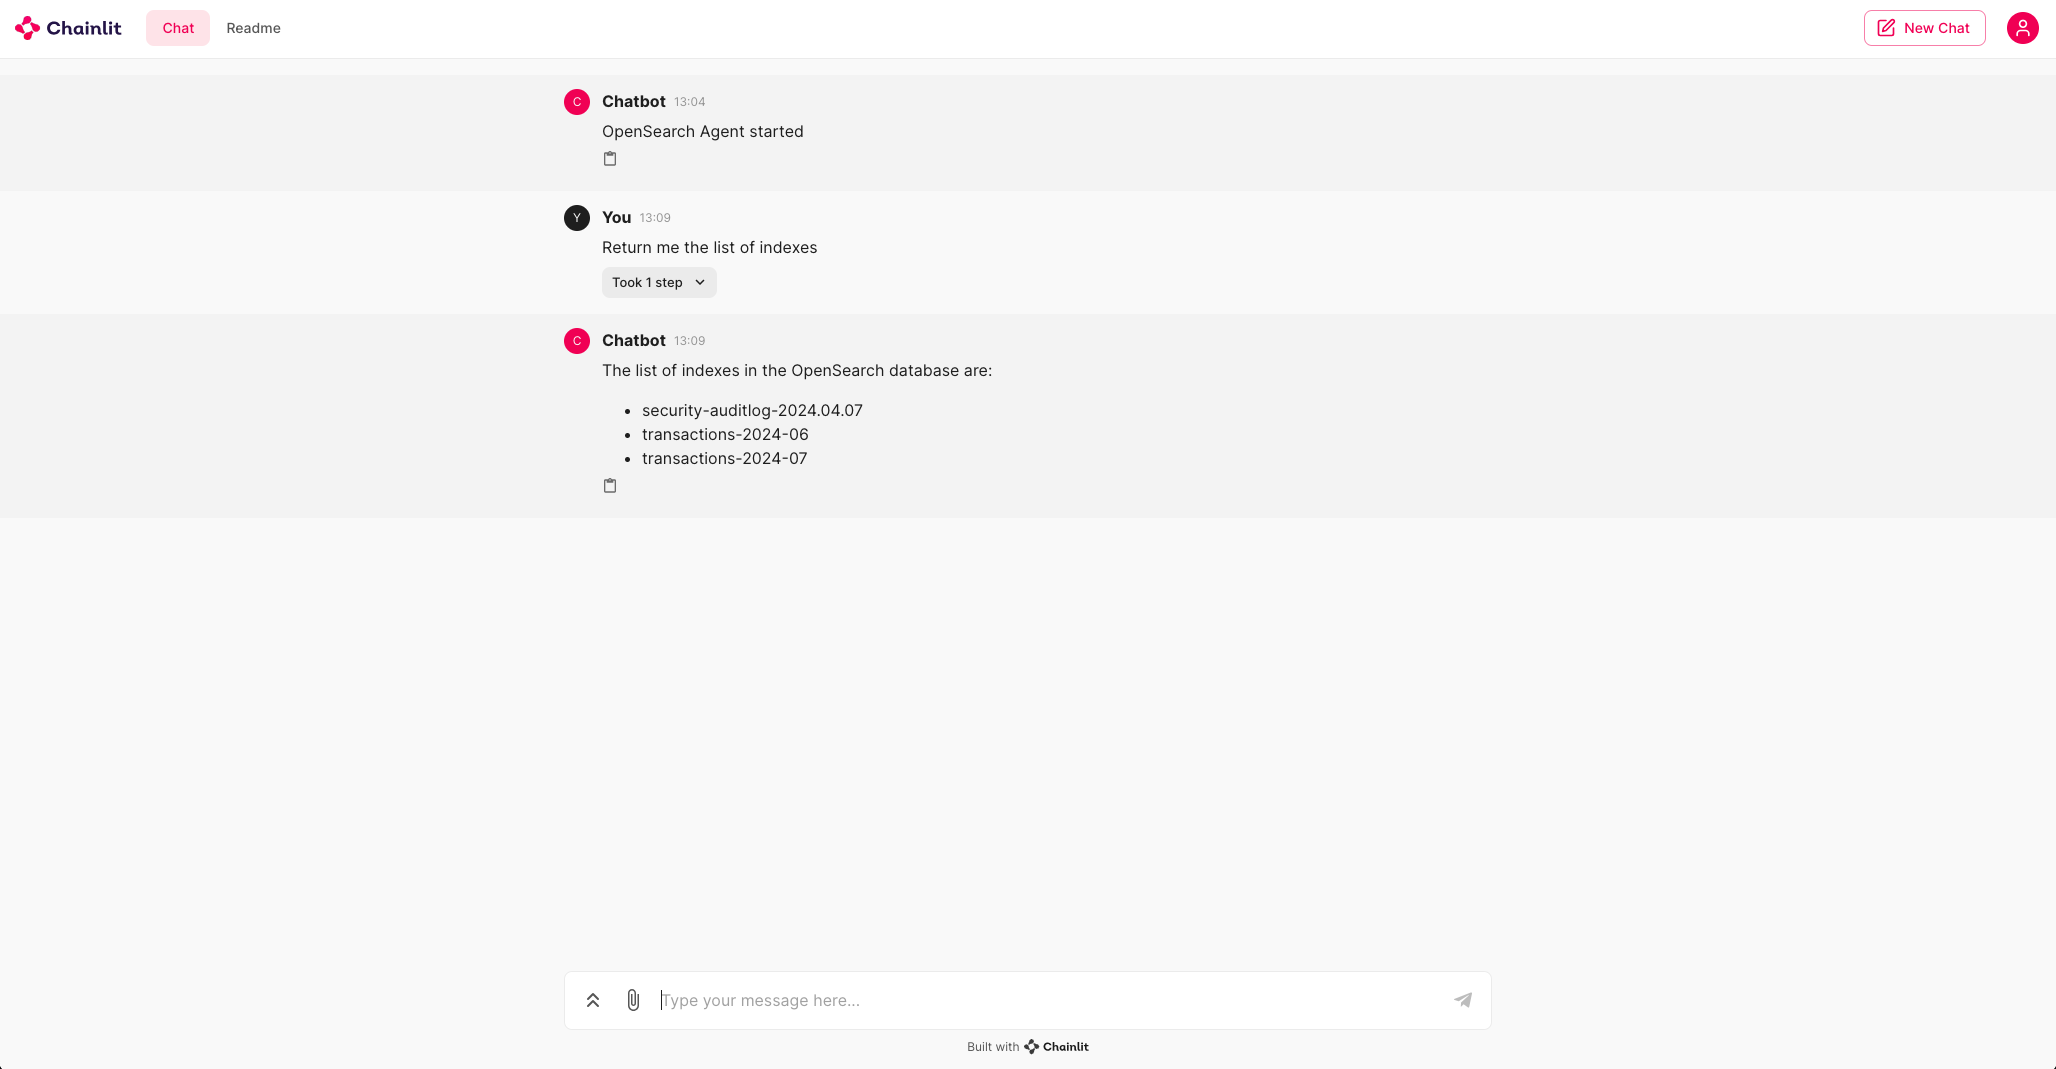 Chainlit
Chat
Readme
New Chat
C
Chatbot 13:04
OpenSearch Agent started
Y
You 13:09
Return me the list of indexes
Took 1 step
C
Chatbot 13:09
The list of indexes in the OpenSearch database are:
• security-auditlog-2024.04.07
• transactions-2024-06
• transactions-2024-07
Type your message here...
Built with Chainlit